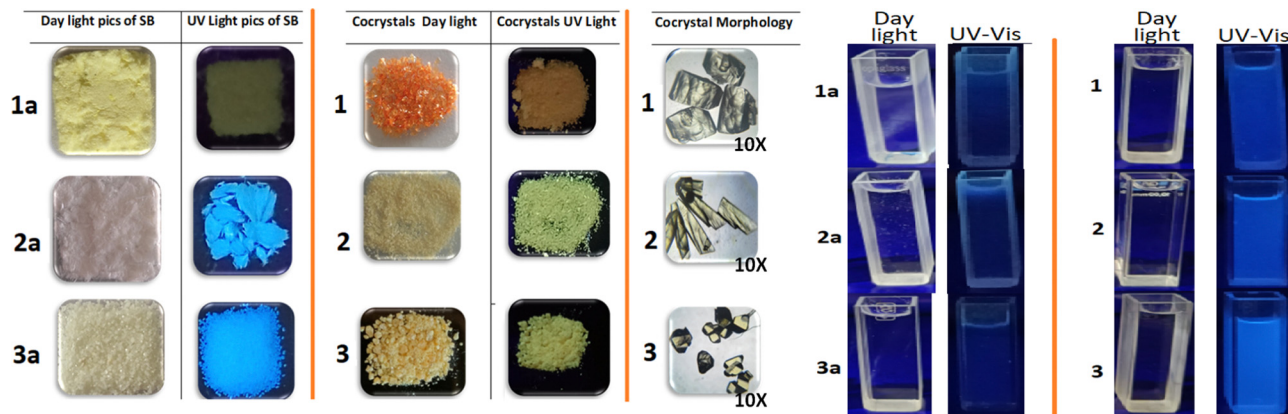 Day light pics of SB
UV Light pics of SB
Cocrystals Day light
Cocrystals UV Light
Cocrystal Morphology
Day light
UV-Vis
Day light
UV-Vis
1a
1
1
10X
1a
1
2a
2
2
10X
2a
2
3a
3
3
10X
3a
3